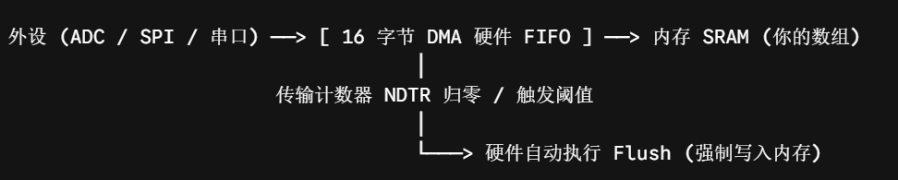 外设 (ADC / SPI / 串口) ——> [ 16 字节 DMA 硬件 FIFO ] ——> 内存 SRAM (你的数组)
传输计数器 NDTR 归零 / 触发阈值
硬件自动执行 Flush (强制写入内存)